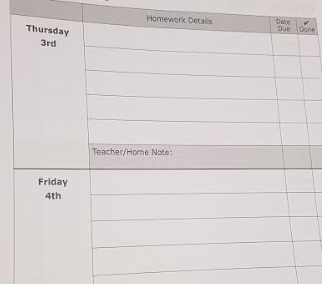 Homework Details
Date Due
✓ Done
Thursday
3rd
Teacher/Home Note:
Friday
4th